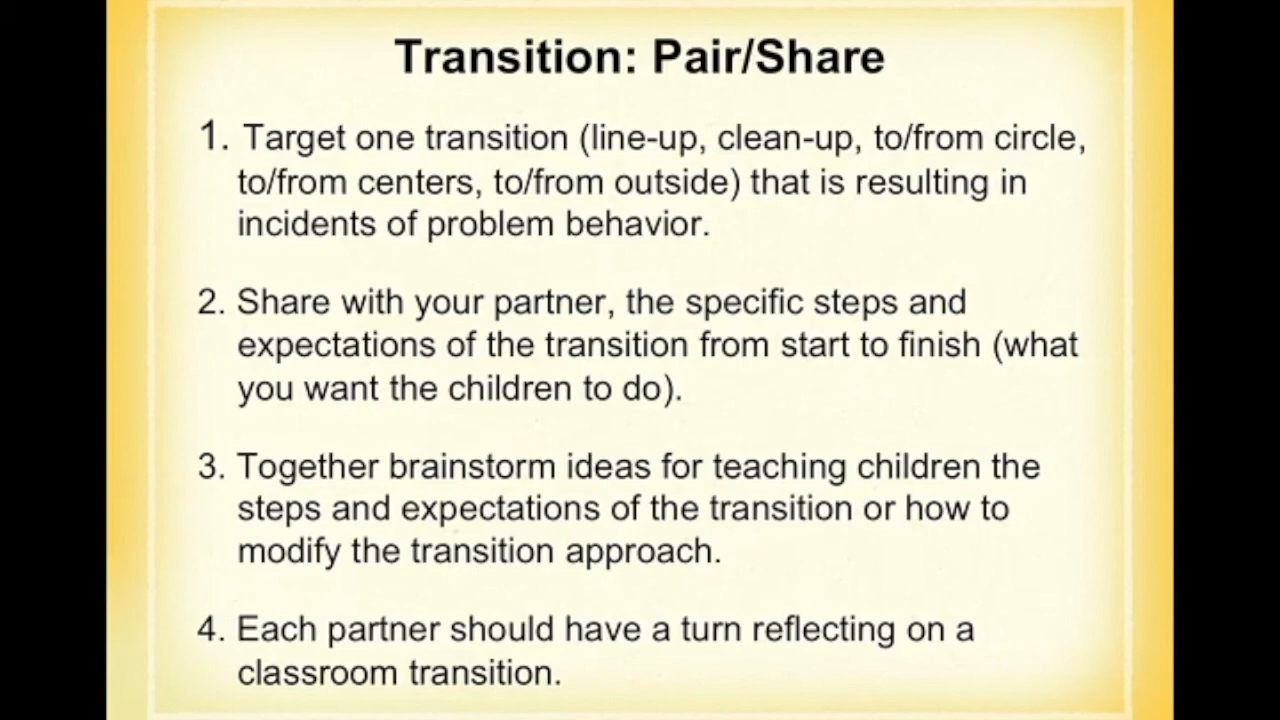 Transition: Pair/Share
1. Target one transition (line-up, clean-up, to/from circle,
to/from centers, to/from outside) that is resulting in
incidents of problem behavior.
2. Share with your partner, the specific steps and
expectations of the transition from start to finish (what
you want the children to do).
3. Together brainstorm ideas for teaching children the
steps and expectations of the transition or how to
modify the transition approach.
4. Each partner should have a turn reflecting on a
classroom transition.